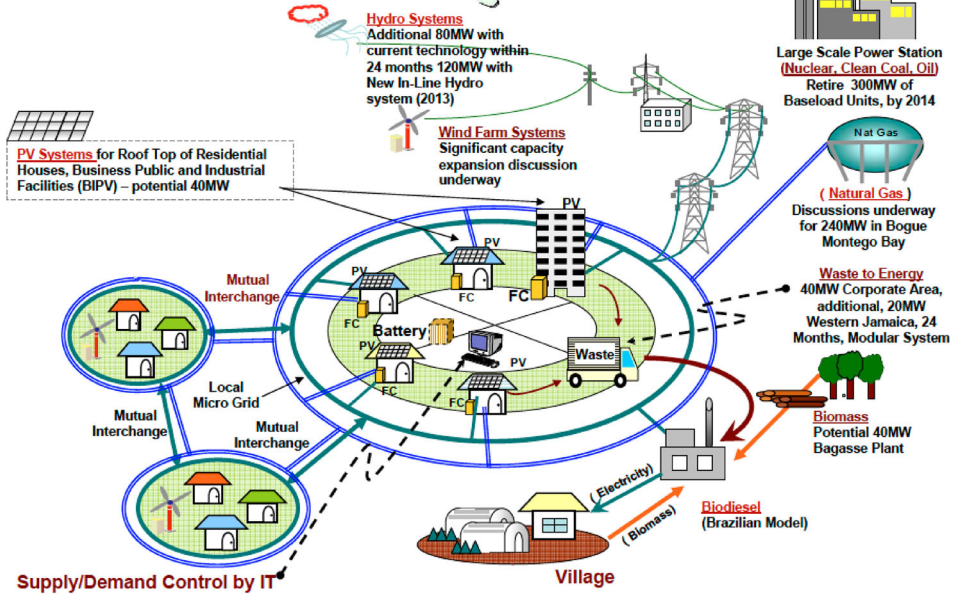 Hydro Systems
Additional 80MW with
current technology within
24 months 120MW with
New In-Line Hydro
system (2013)
Large Scale Power Station
(Nuclear, Clean Coal, Oil)
Retire 300MW of
Baseload Units, by 2014
Wind Farm Systems
Significant capacity
expansion discussion
underway
Nat Gas
PV Systems for Roof Top of Residential
Houses, Business Public and Industrial
Facilities (BIPV) – potential 40MW
( Natural Gas )
Discussions underway
for 240MW in Bogue
Montego Bay
PV
PV
PV
Mutual
Interchange
FC
FC
FC
Waste to Energy
40MW Corporate Area,
additional, 20MW
Western Jamaica, 24
Months, Modular System
Battery
PV
PV
Waste
FC
FC
Local
Micro Grid
Mutual
Interchange
Mutual
Interchange
Biomass
Potential 40MW
Bagasse Plant
(Electricity)
(Biomass)
Biodiesel
(Brazilian Model)
Village
Supply/Demand Control by IT